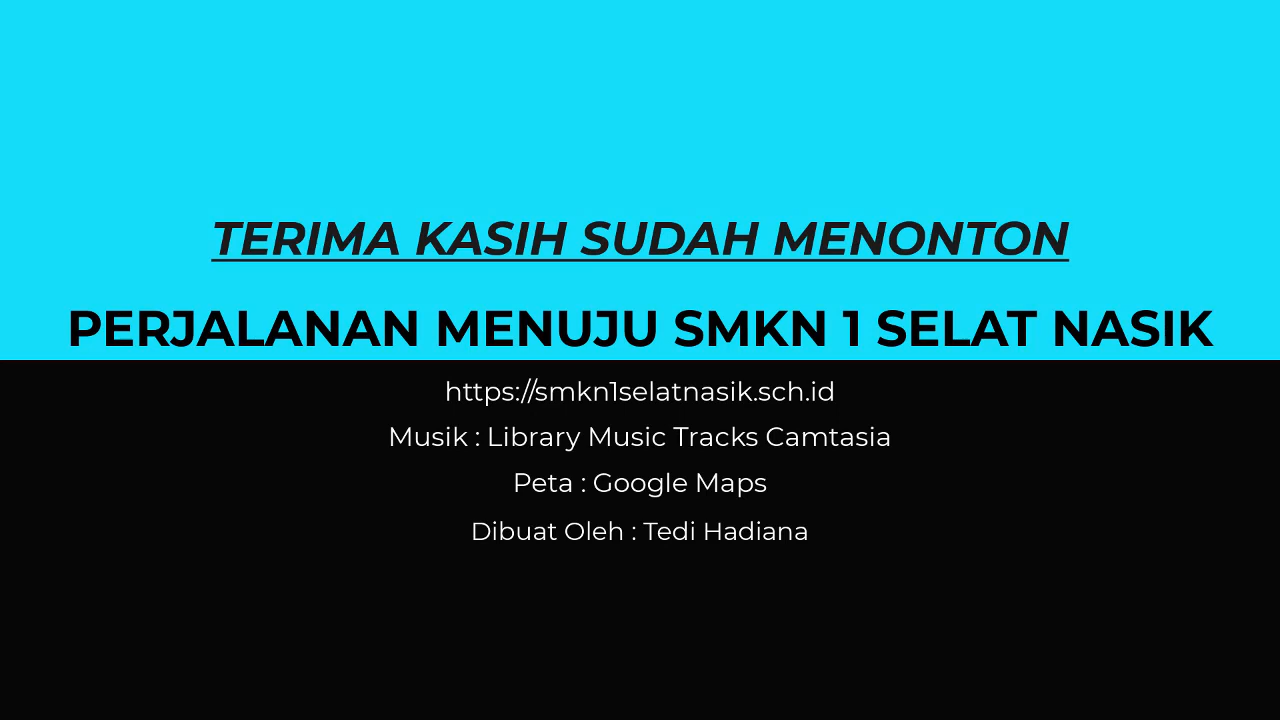 TERIMA KASIH SUDAH MENONTON
PERJALANAN MENUJU SMKN 1 SELAT NASIK
https://smkn1selatnasik.sch.id
Musik : Library Music Tracks Camtasia
Peta : Google Maps
Dibuat Oleh : Tedi Hadiana